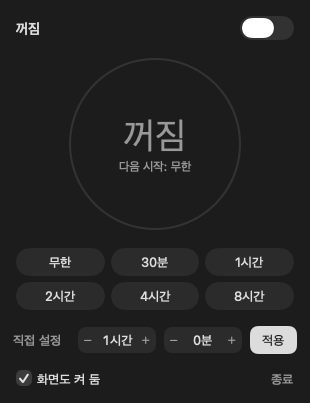 꺼짐
꺼짐
다음 시작: 무한
무한 30분 1시간
2시간 4시간 8시간
직접 설정 − 1시간 + − 0분 + 적용
화면도 켜 둠 종료